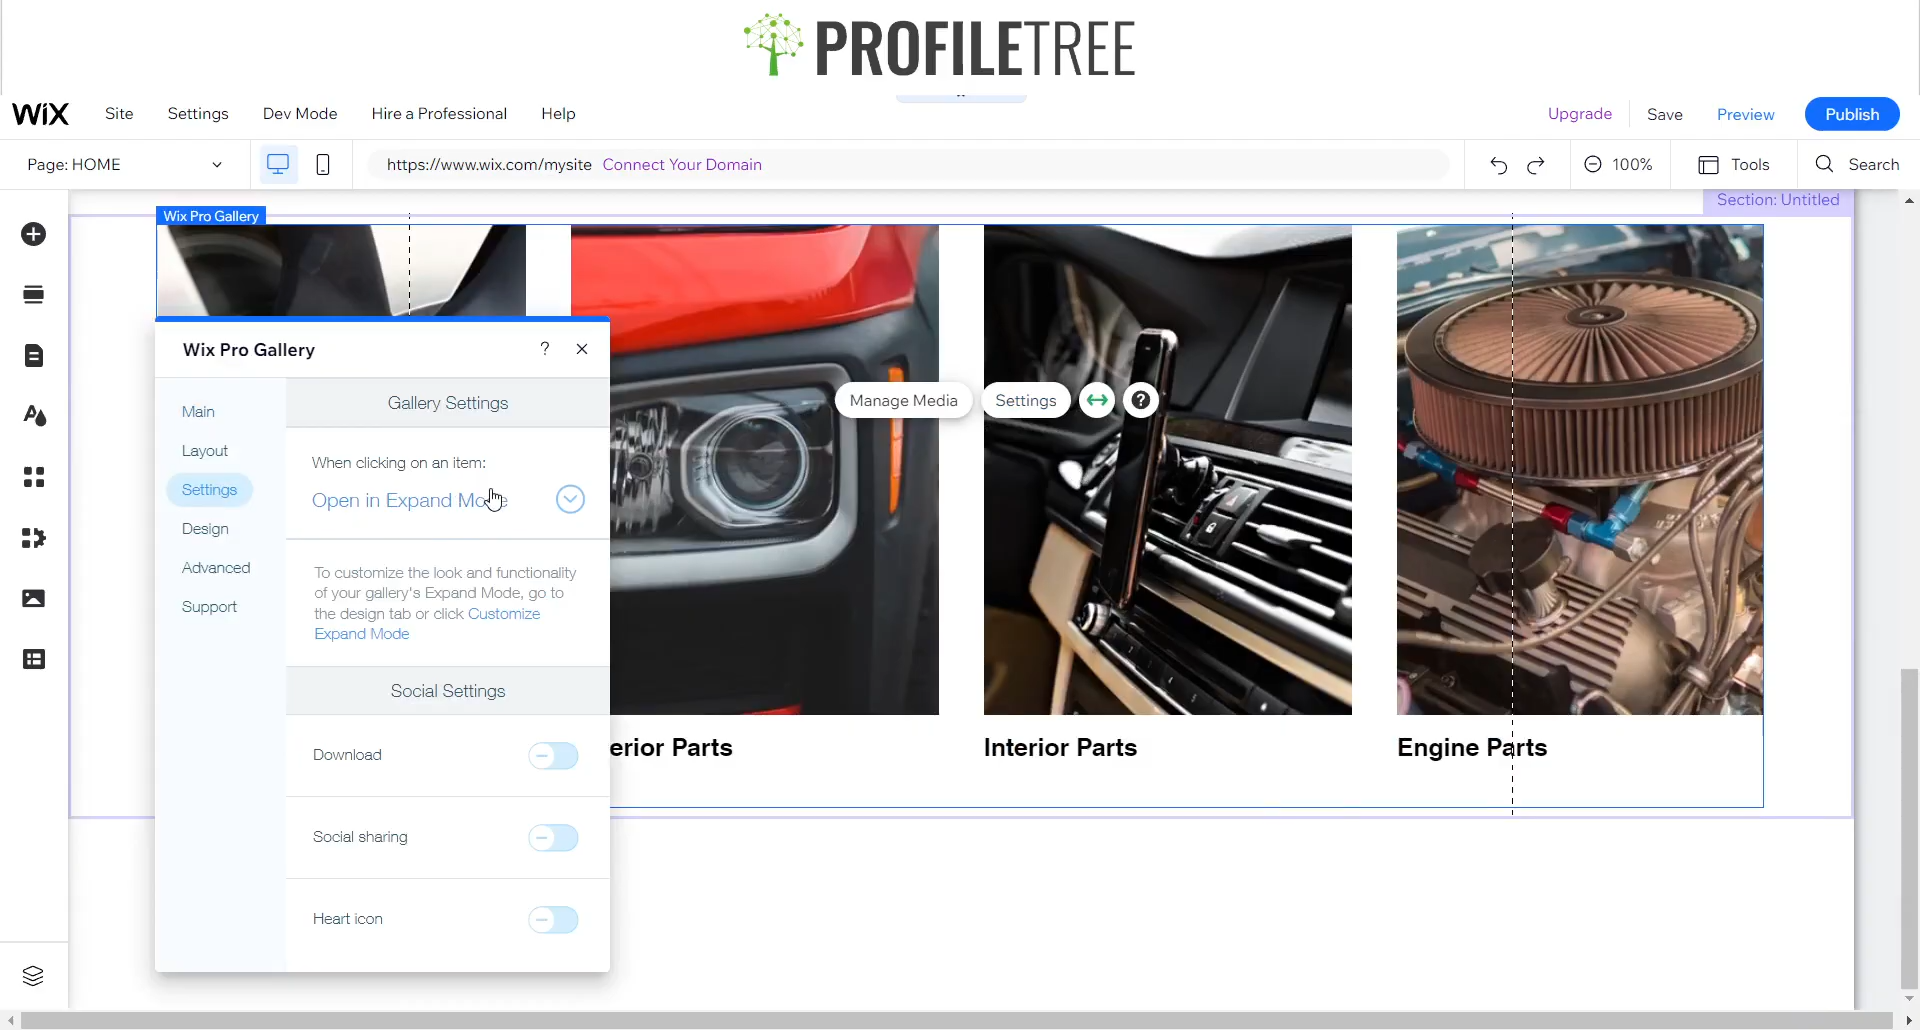 PROFILETREE
WiX Site Settings Dev Mode Hire a Professional Help Upgrade Save Preview Publish
Page: HOME https://www.wix.com/mysite Connect Your Domain 100% Tools Search
Section: Untitled
Wix Pro Gallery
Wix Pro Gallery ? ×
Main
Layout
Settings
Design
Advanced
Support
Gallery Settings
When clicking on an item:
Open in Expand Mode
To customize the look and functionality
of your gallery's Expand Mode, go to
the design tab or click Customize
Expand Mode
Social Settings
Download
Social sharing
Heart icon
Manage Media Settings ?
erior Parts
Interior Parts
Engine Parts